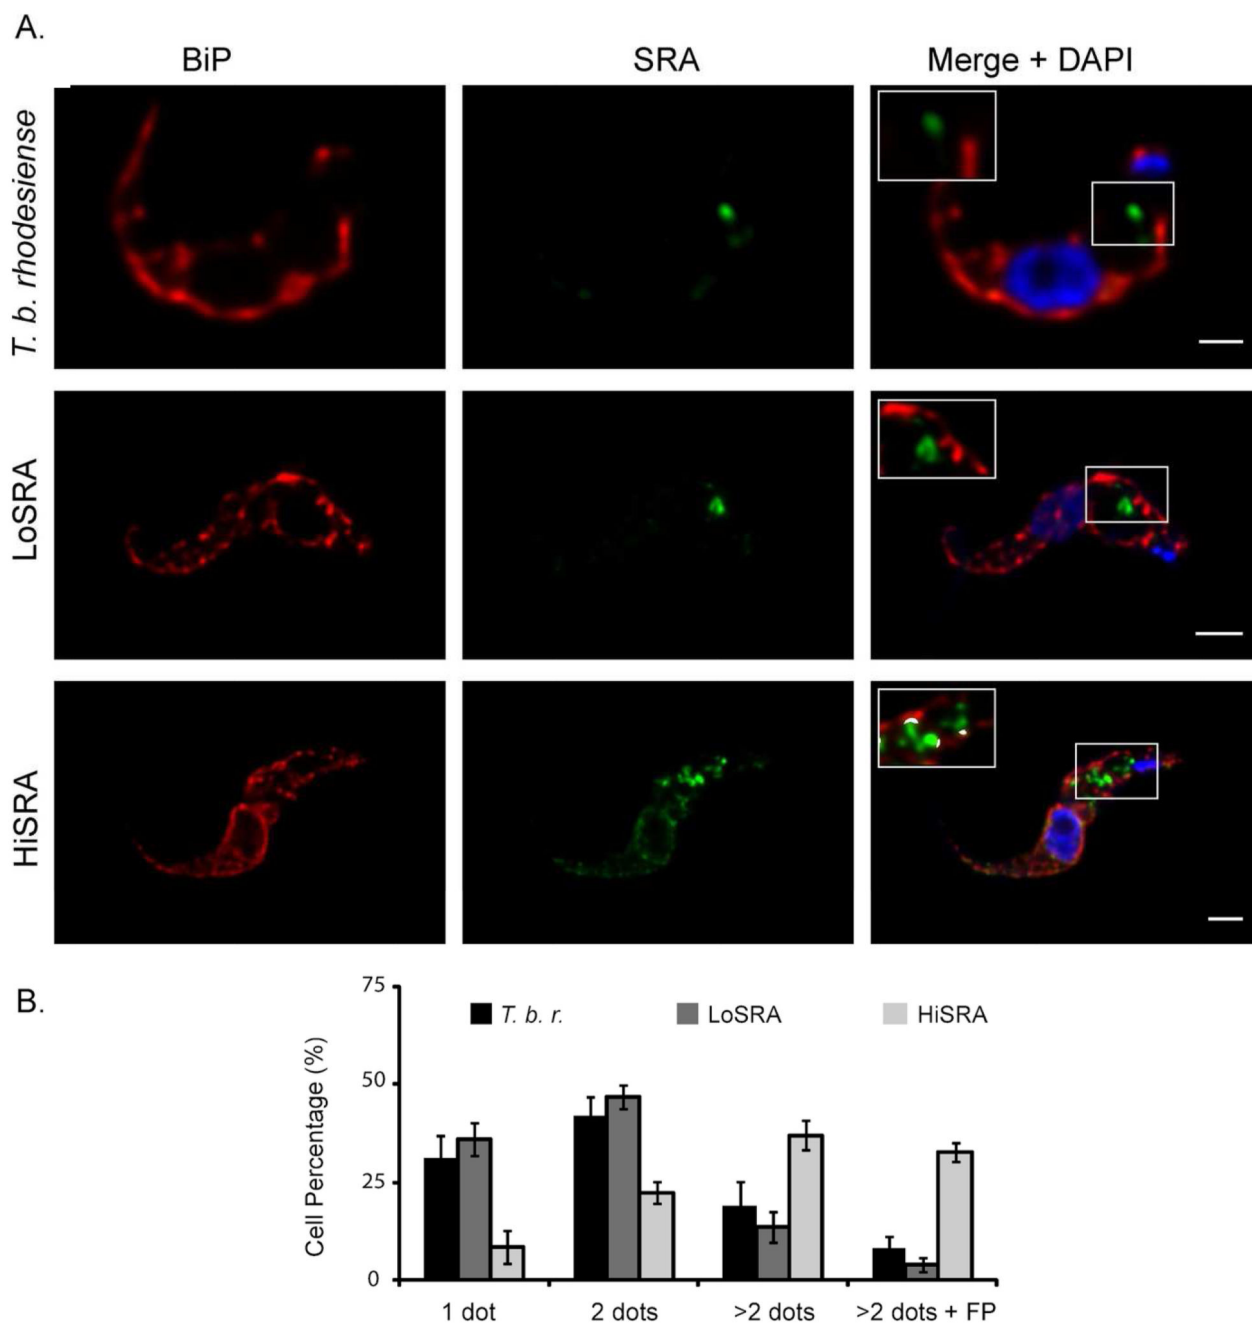 A.
BiP SRA Merge + DAPI
T. b. rhodesiense
LoSRA
HiSRA
B.
75
T. b. r. LoSRA HiSRA
50
25
0
Cell Percentage (%)
1 dot 2 dots >2 dots >2 dots + FP